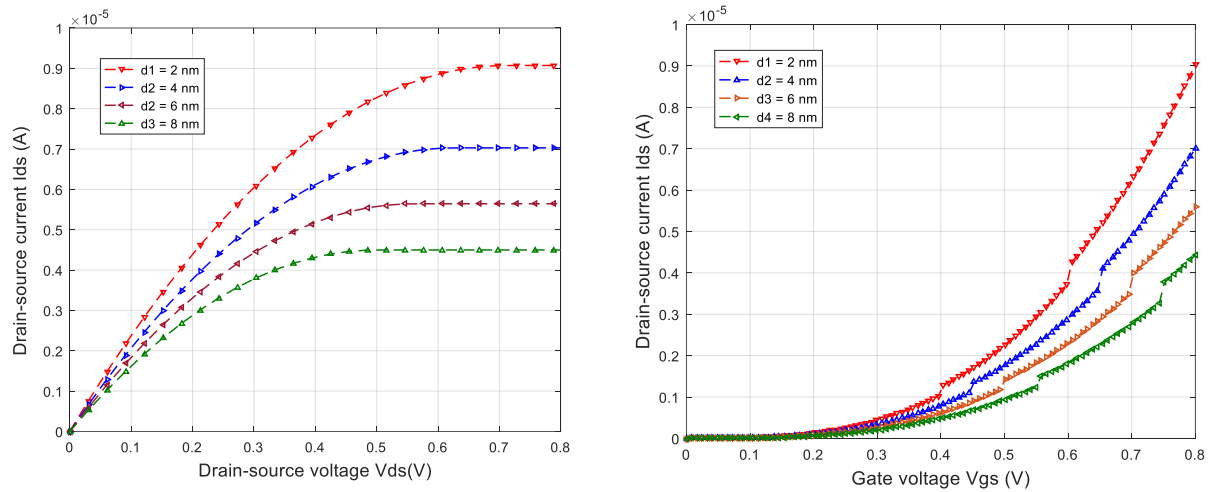 ×10⁻⁵
1
0.9
0.8
0.7
0.6
0.5
0.4
0.3
0.2
0.1
0
Drain-source current Ids (A)
d1 = 2 nm
d2 = 4 nm
d2 = 6 nm
d3 = 8 nm
0 0.1 0.2 0.3 0.4 0.5 0.6 0.7 0.8
Drain-source voltage Vds(V)
×10⁻⁵
1
0.9
0.8
0.7
0.6
0.5
0.4
0.3
0.2
0.1
0
Drain-source current Ids (A)
d1 = 2 nm
d2 = 4 nm
d3 = 6 nm
d4 = 8 nm
0 0.1 0.2 0.3 0.4 0.5 0.6 0.7 0.8
Gate voltage Vgs (V)